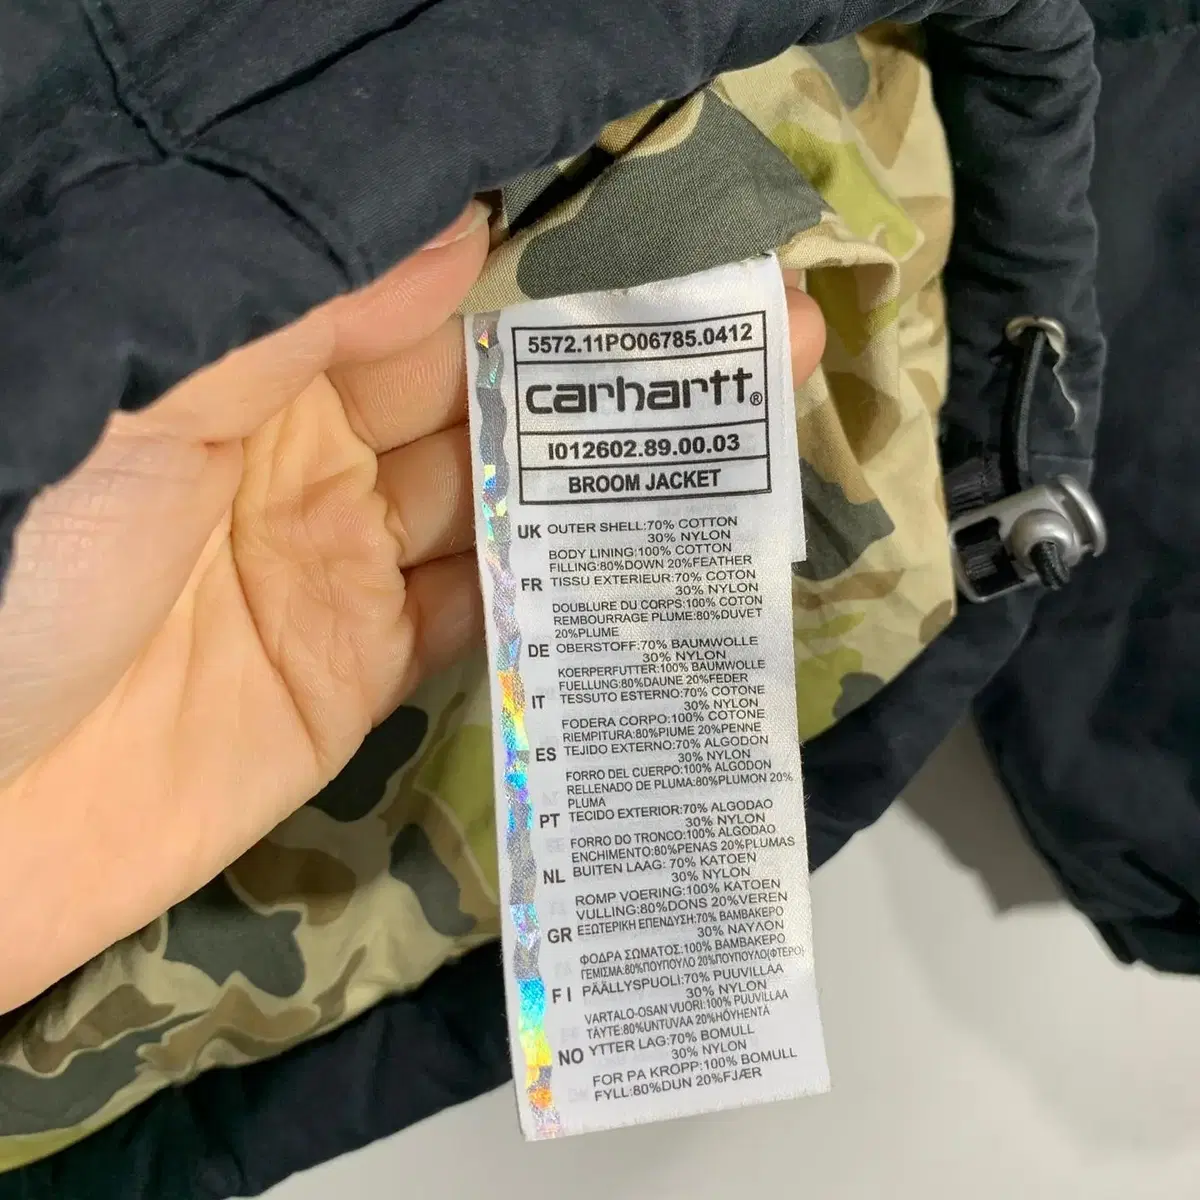 5572.11PO06785.0412
carhartt®
I012602.89.00.03
BROOM JACKET
UK OUTER SHELL:70% COTTON
30% NYLON
BODY LINING:100% COTTON
FILLING:80%DOWN 20%FEATHER
FR TISSU EXTERIEUR:70% COTON
30% NYLON
DOUBLURE DU CORPS:100% COTON
REMBOURRAGE PLUME:80%DUVET
20%PLUME
DE OBERSTOFF:70% BAUMWOLLE
30% NYLON
KOERPERFUTTER:100% BAUMWOLLE
FUELLUNG:80%DAUNE 20%FEDER
IT TESSUTO ESTERNO:70% COTONE
30% NYLON
FODERA CORPO:100% COTONE
RIEMPITURA:80%PIUME 20%PENNE
ES TEJIDO EXTERNO:70% ALGODON
30% NYLON
FORRO DEL CUERPO:100% ALGODON
RELLENADO DE PLUMA:80%PLUMON 20%
PLUMA
PT TECIDO EXTERIOR:70% ALGODAO
30% NYLON
FORRO DO TRONCO:100% ALGODAO
ENCHIMENTO:80%PENAS 20%PLUMAS
NL BUITEN LAAG: 70% KATOEN
30% NYLON
ROMP VOERING:100% KATOEN
VULLING:80%DONS 20%VEREN
GR ΕΞΩΤΕΡΙΚΗ ΕΠΕΝΔΥΣΗ:70% ΒΑΜΒΑΚΕΡΟ
30% ΝΑΥΛΟΝ
ΦΟΔΡΑ ΣΩΜΑΤΟΣ:100% ΒΑΜΒΑΚΕΡΟ
ΓΕΜΙΣΜΑ:80%ΠΟΥΠΟΥΛΟ 20%ΠΟΥΠΟΥΛΟ(ΦΤΕΡΟ)
FI PÄÄLLYSPUOLI:70% PUUVILLAA
30% NYLON
VARTALO-OSAN VUORI:100% PUUVILLAA
TÄYTE:80%UNTUVAA 20%HÖYHENTÄ
NO YTTER LAG:70% BOMULL
30% NYLON
FOR PA KROPP:100% BOMULL
FYLL:80%DUN 20%FJÆR